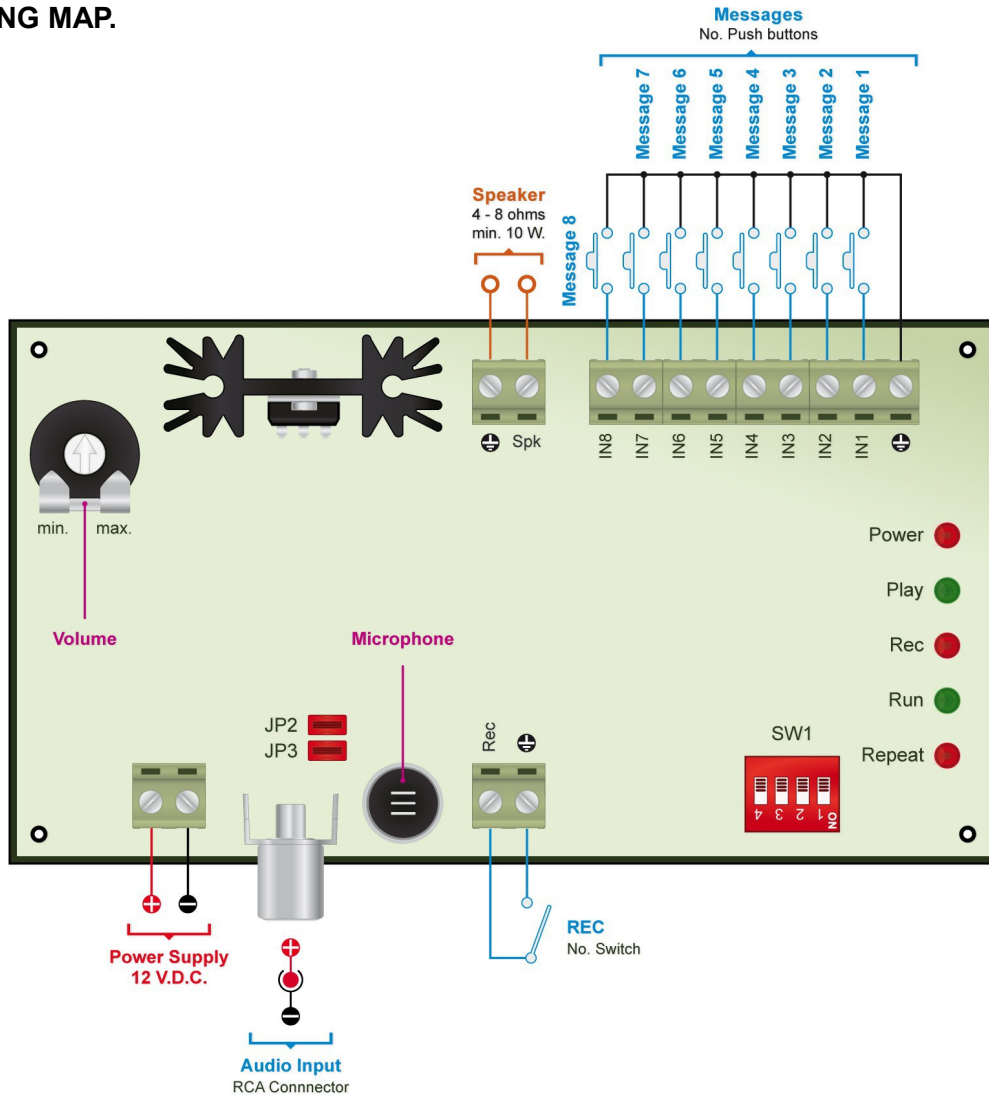 NG MAP.
Messages
No. Push buttons
Message 7
Message 6
Message 5
Message 4
Message 3
Message 2
Message 1
Message 8
Speaker
4 - 8 ohms
min. 10 W.
Spk
IN8
IN7
IN6
IN5
IN4
IN3
IN2
IN1
min. max.
Volume
Microphone
Power
Play
Rec
Run
Repeat
JP2
JP3
Rec
SW1
4 3 2 1
ON
Power Supply
12 V.D.C.
REC
No. Switch
Audio Input
RCA Connnector